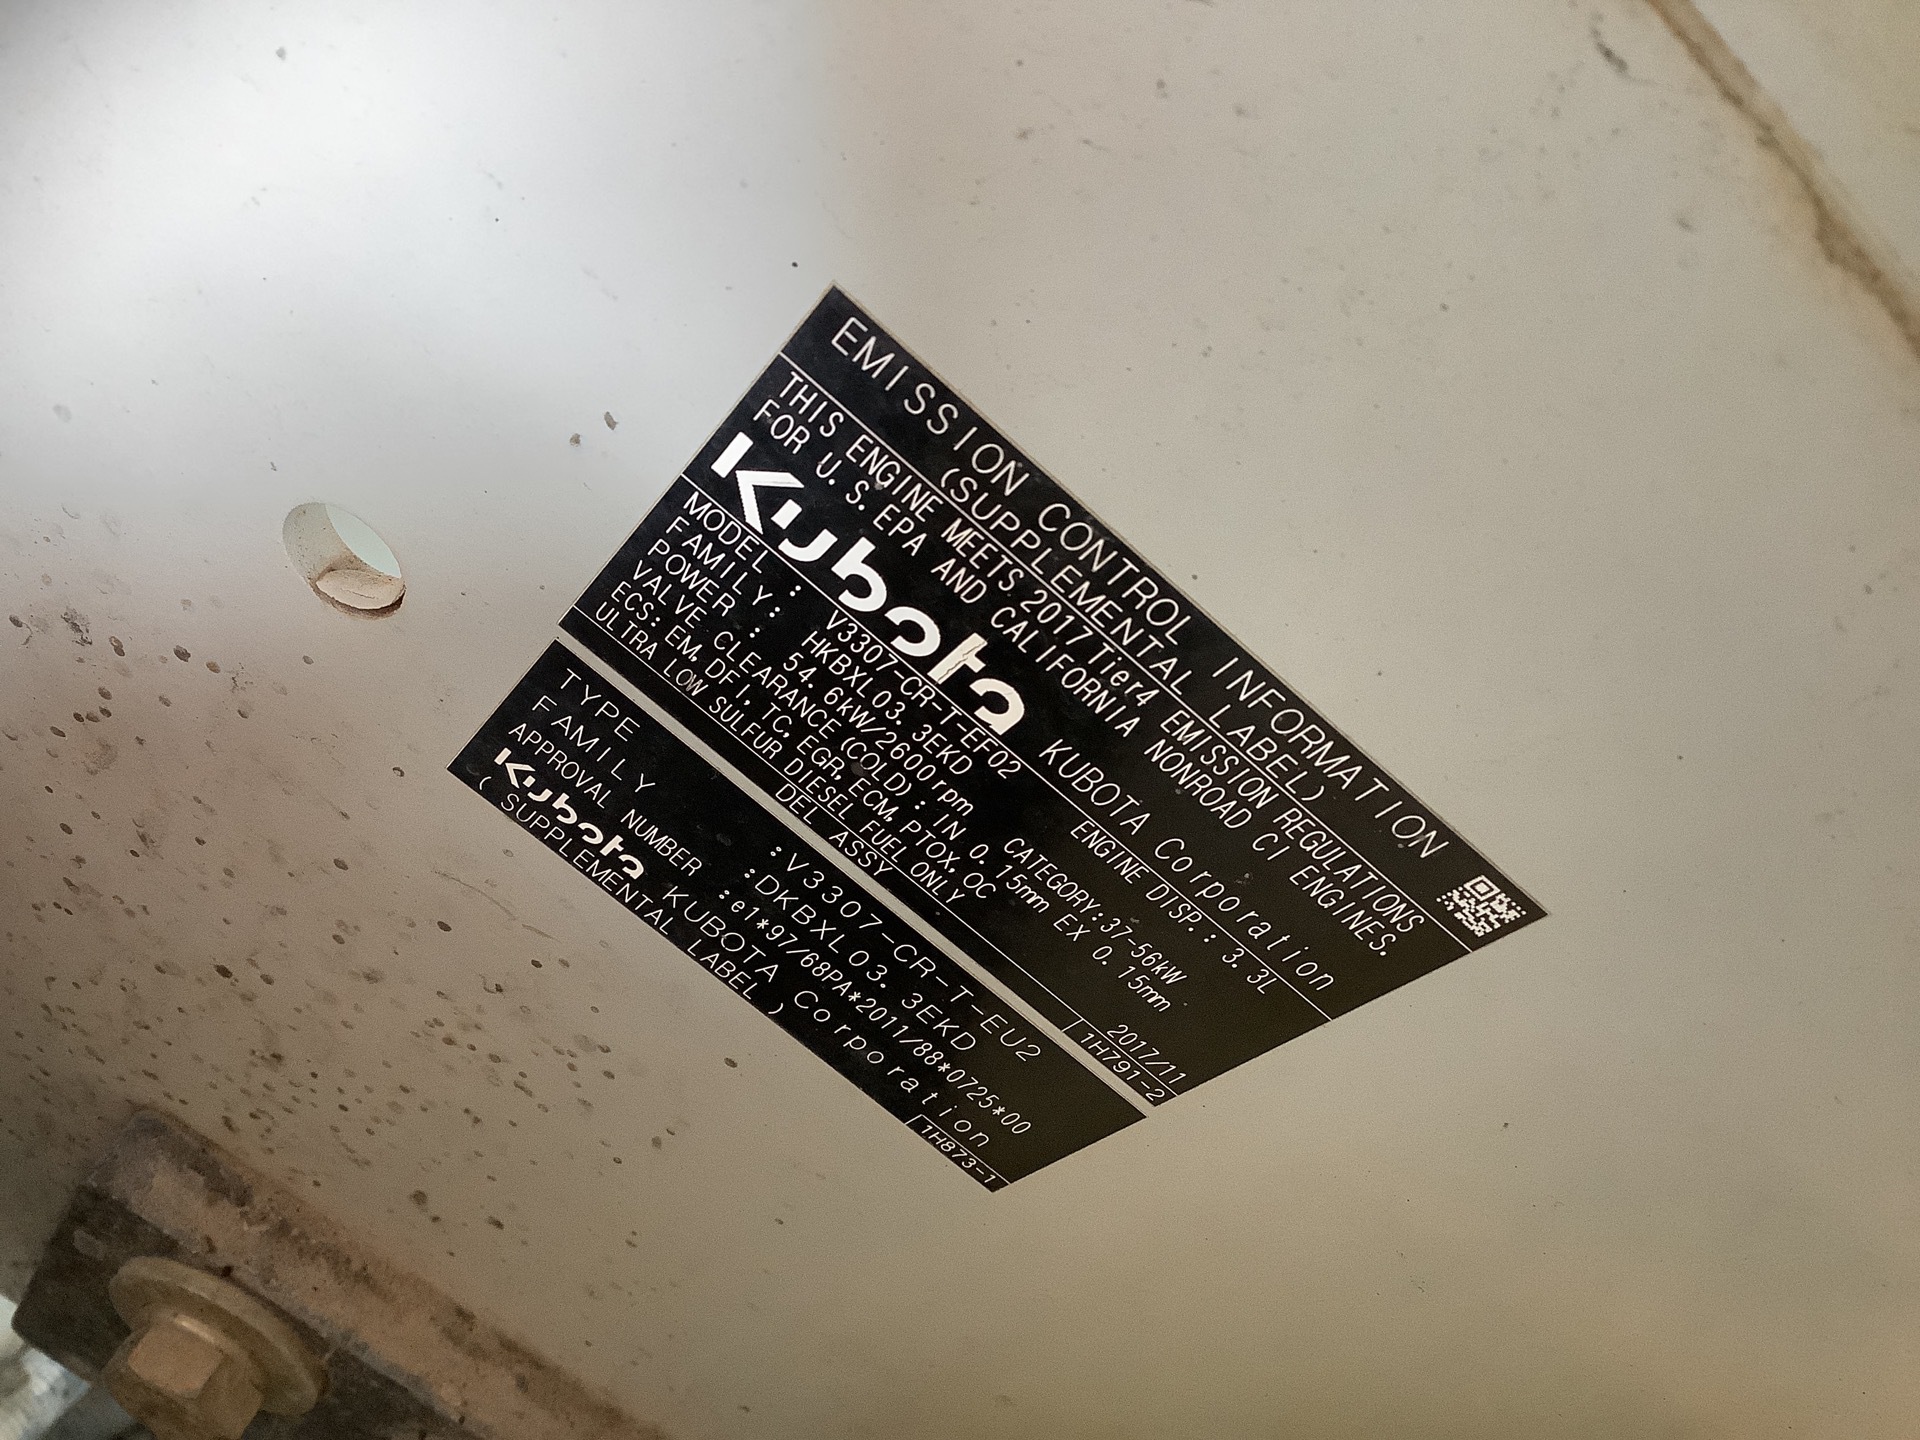 EMISSION CONTROL INFORMATION
(SUPPLEMENTAL LABEL)
THIS ENGINE MEETS 2017 Tier4 EMISSION REGULATIONS
FOR U.S. EPA AND CALIFORNIA NONROAD CI ENGINES.
Kubota KUBOTA Corporation
MODEL : V3307-CR-T-EF02 ENGINE DISP.: 3.3L
FAMILY: HKBXL03.3EKD
POWER : 54.6kW/2600rpm CATEGORY:37-56kW
VALVE CLEARANCE (COLD) : IN 0.15mm EX 0.15mm
ECS: EM, DFI, TC, EGR, ECM, PTOX, OC
ULTRA LOW SULFUR DIESEL FUEL ONLY 2017/11
DEL ASSY 1H791-2
TYPE :V3307-CR-T-EU2
FAMILY :DKBXL03.3EKD
APPROVAL NUMBER :e1*97/68PA*2011/88*0725*00
Kubota KUBOTA Corporation
( SUPPLEMENTAL LABEL ) 1H873-1